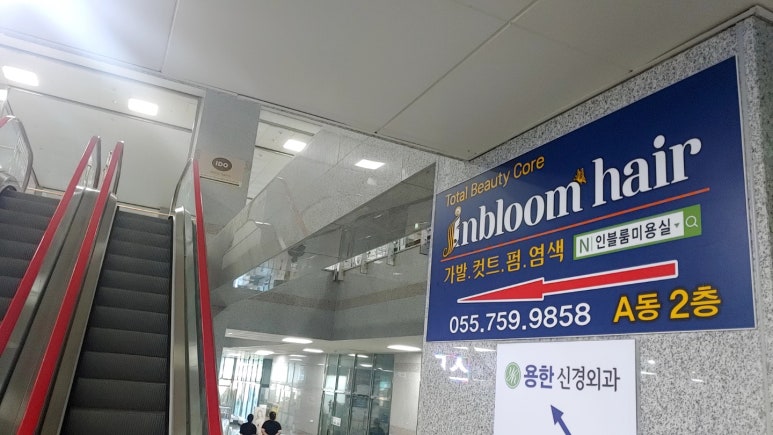 IDO
Total Beauty Core
inbloom hair
가발.컷트.펌.염색
N 인블룸미용실
055.759.9858 A동 2층
용한 신경외과